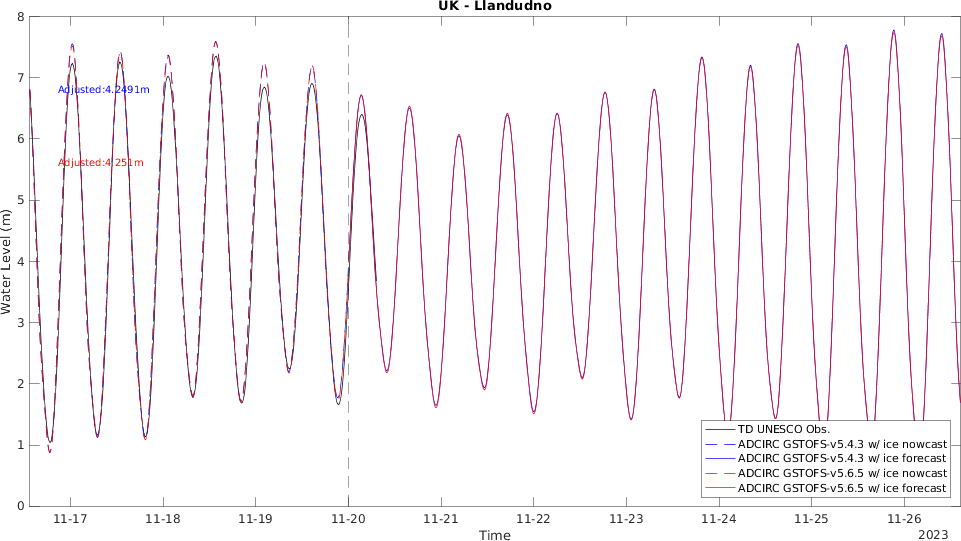 UK - Llandudno
8
7
6
5
4
3
2
1
0
Water Level (m)
Adjusted:4.2491m
Adjusted:4.251m
TD UNESCO Obs.
ADCIRC GSTOFS-v5.4.3 w/ ice nowcast
ADCIRC GSTOFS-v5.4.3 w/ ice forecast
ADCIRC GSTOFS-v5.6.5 w/ ice nowcast
ADCIRC GSTOFS-v5.6.5 w/ ice forecast
11-17 11-18 11-19 11-20 11-21 11-22 11-23 11-24 11-25 11-26
Time
2023